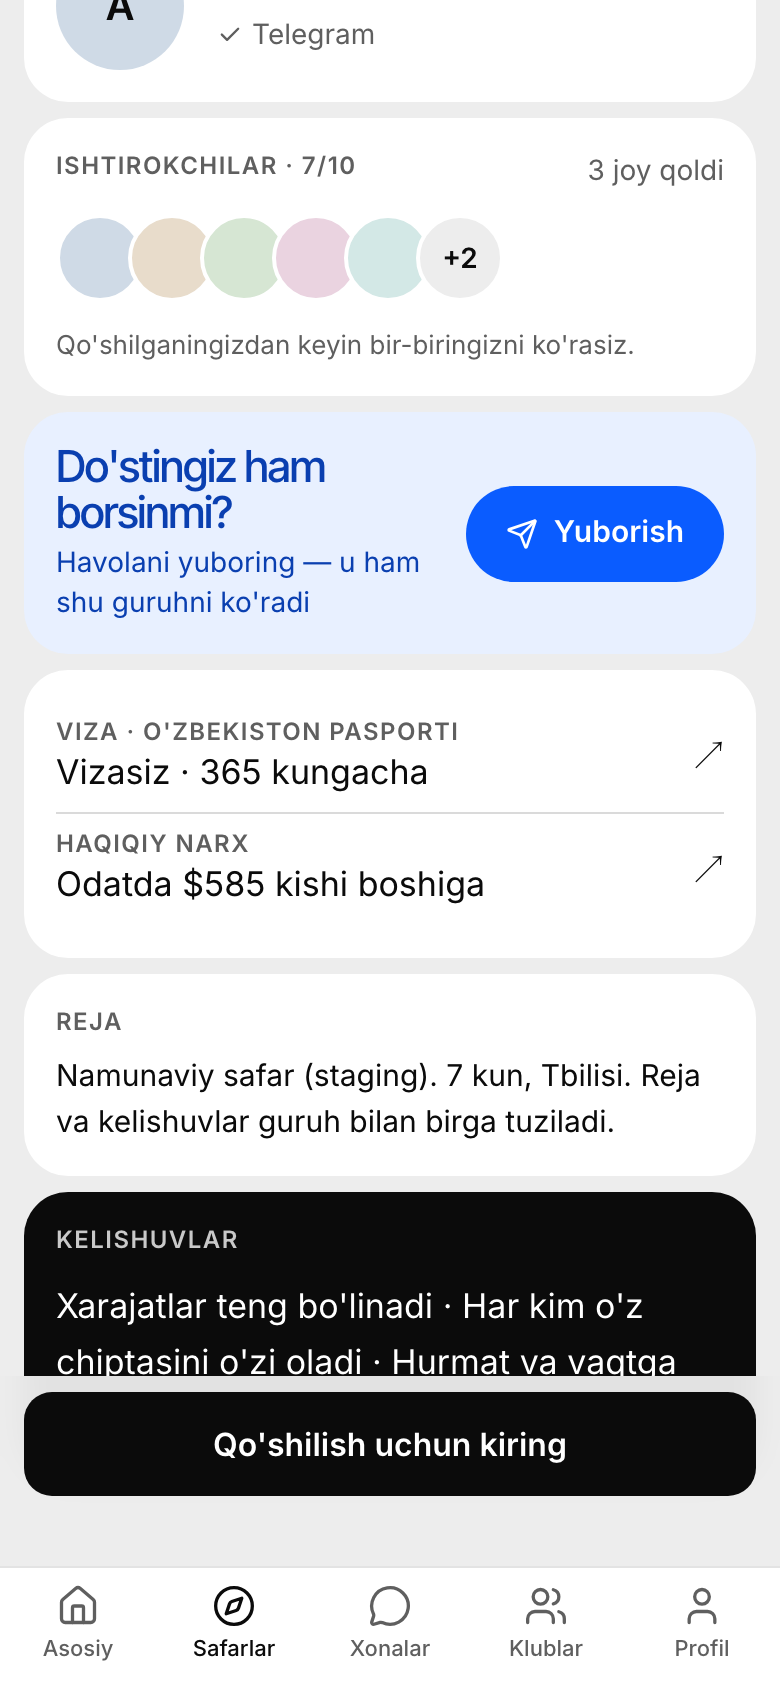 A
✓ Telegram
ISHTIROKCHILAR · 7/10
3 joy qoldi
+2
Qo'shilganingizdan keyin bir-biringizni ko'rasiz.
Do'stingiz ham
borsinmi?
Havolani yuboring — u ham
shu guruhni ko'radi
Yuborish
VIZA · O'ZBEKISTON PASPORTI
Vizasiz · 365 kungacha
HAQIQIY NARX
Odatda $585 kishi boshiga
REJA
Namunaviy safar (staging). 7 kun, Tbilisi. Reja
va kelishuvlar guruh bilan birga tuziladi.
KELISHUVLAR
Xarajatlar teng bo'linadi · Har kim o'z
chiptasini o'zi oladi · Hurmat va vaqtga
Qo'shilish uchun kiring
Asosiy
Safarlar
Xonalar
Klublar
Profil